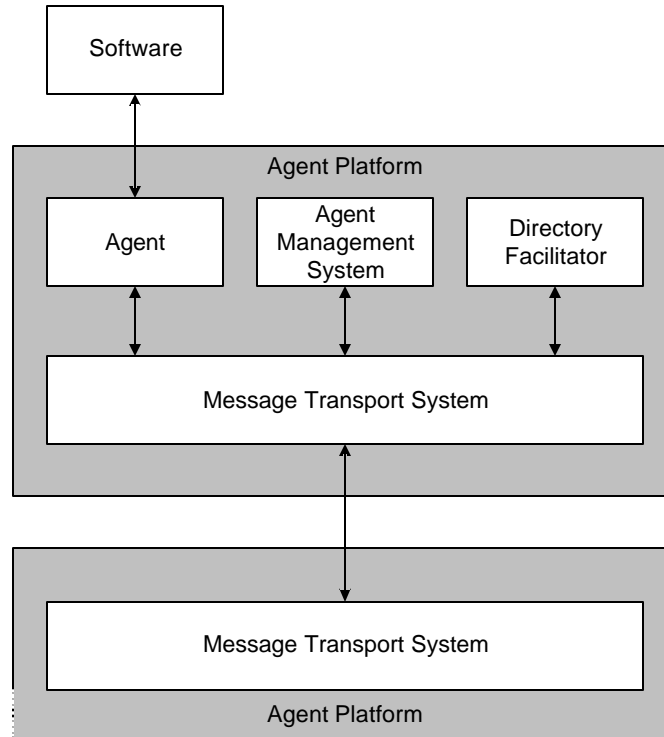 Software
Agent Platform
Agent
Agent
Management
System
Directory
Facilitator
Message Transport System
Message Transport System
Agent Platform